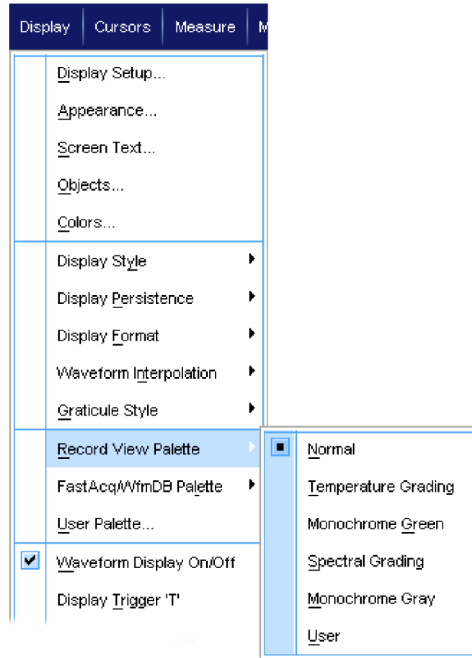 Display Cursors Measure M
Display Setup...
Appearance...
Screen Text...
Objects...
Colors...
Display Style
Display Persistence
Display Format
Waveform Interpolation
Graticule Style
Record View Palette
FastAcq/WfmDB Palette
User Palette...
Waveform Display On/Off
Display Trigger 'T'
Normal
Temperature Grading
Monochrome Green
Spectral Grading
Monochrome Gray
User